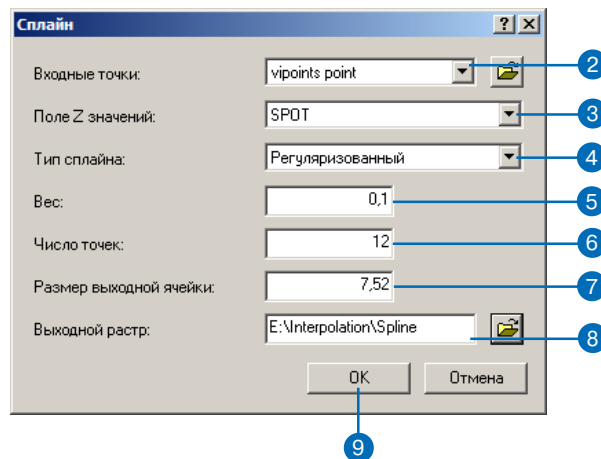 Сплайн ? ×
Входные точки: vipoints point 2
Поле Z значений: SPOT 3
Тип сплайна: Регуляризованный 4
Вес: 0,1 5
Число точек: 12 6
Размер выходной ячейки: 7,52 7
Выходной растр: E:\Interpolation\Spline 8
OK Отмена
9